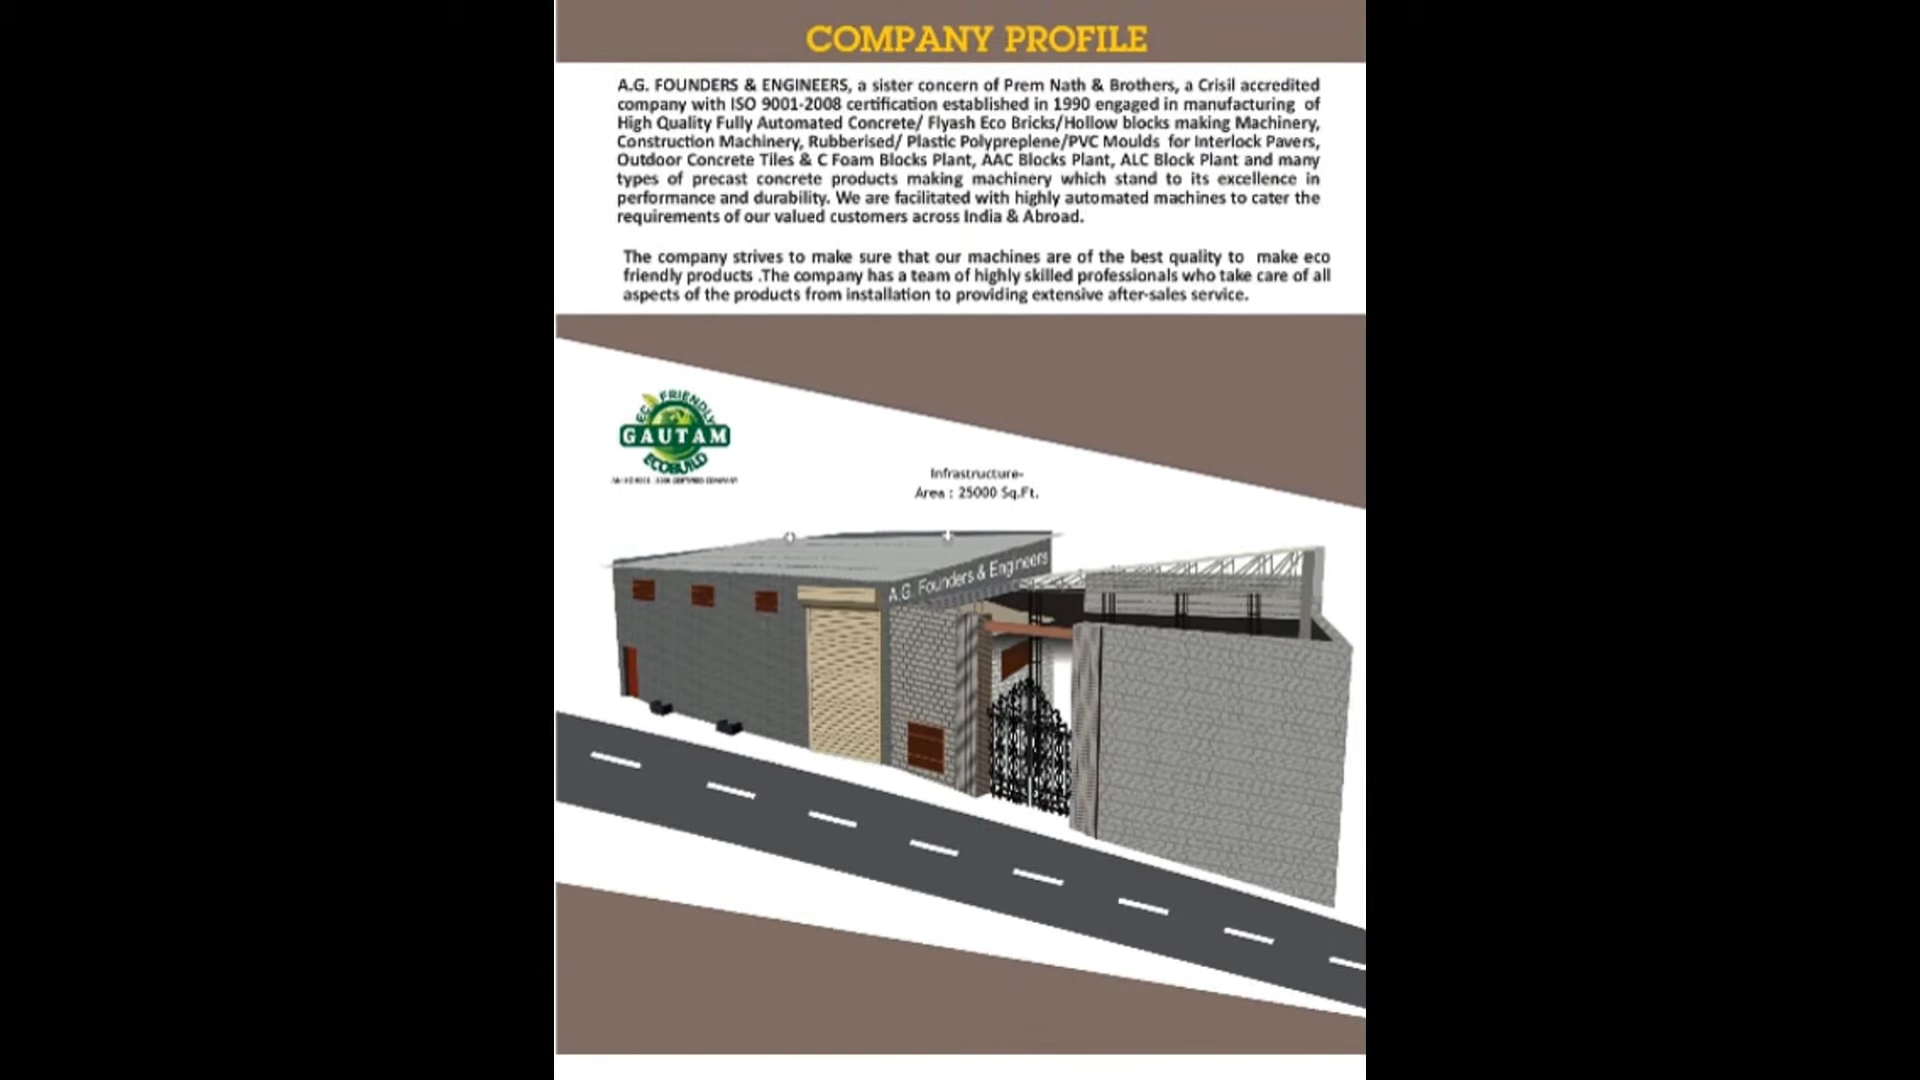 COMPANY PROFILE
A.G. FOUNDERS & ENGINEERS, a sister concern of Prem Nath & Brothers, a Crisil accredited
company with ISO 9001-2008 certification established in 1990 engaged in manufacturing of
High Quality Fully Automated Concrete/ Flyash Eco Bricks/Hollow blocks making Machinery,
Construction Machinery, Rubberised/ Plastic Polypreplene/PVC Moulds for Interlock Pavers,
Outdoor Concrete Tiles & C Foam Blocks Plant, AAC Blocks Plant, ALC Block Plant and many
types of precast concrete products making machinery which stand to its excellence in
performance and durability. We are facilitated with highly automated machines to cater the
requirements of our valued customers across India & Abroad.
The company strives to make sure that our machines are of the best quality to make eco
friendly products .The company has a team of highly skilled professionals who take care of all
aspects of the products from installation to providing extensive after-sales service.
ECO FRIENDLY
GAUTAM
ECOBUILD
CERTIFIED COMPANY
Infrastructure-
Area : 25000 Sq.Ft.
A.G. Founders & Engineers